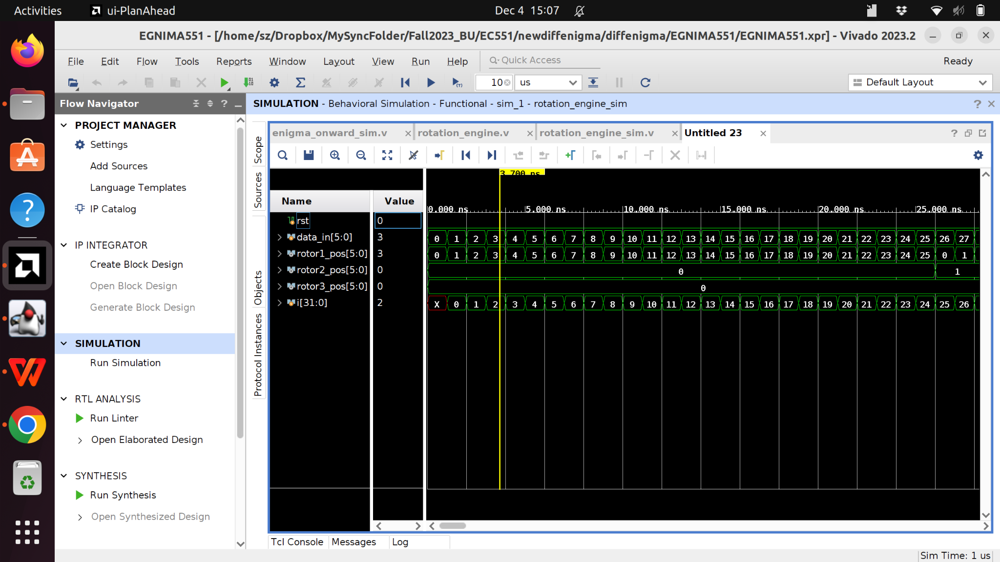 Activities ui-PlanAhead Dec 4 15:07
EGNIMA551 - [/home/sz/Dropbox/MySyncFolder/Fall2023_BU/EC551/newdiffenigma/diffenigma/EGNIMA551/EGNIMA551.xpr] - Vivado 2023.2
File Edit Flow Tools Reports Window Layout View Run Help Quick Access Ready
10 us Default Layout
Flow Navigator
PROJECT MANAGER
Settings
Add Sources
Language Templates
IP Catalog
IP INTEGRATOR
Create Block Design
Open Block Design
Generate Block Design
SIMULATION
Run Simulation
RTL ANALYSIS
Run Linter
Open Elaborated Design
SYNTHESIS
Run Synthesis
Open Synthesized Design
SIMULATION - Behavioral Simulation - Functional - sim_1 - rotation_engine_sim
Scope
Sources
Objects
Protocol Instances
enigma_onward_sim.v rotation_engine.v rotation_engine_sim.v Untitled 23
3.700 ns
Name Value 0.000 ns 5.000 ns 10.000 ns 15.000 ns 20.000 ns 25.000 ns
rst 0
data_in[5:0] 3 0 1 2 3 4 5 6 7 8 9 10 11 12 13 14 15 16 17 18 19 20 21 22 23 24 25 26 27
rotor1_pos[5:0] 3 0 1 2 3 4 5 6 7 8 9 10 11 12 13 14 15 16 17 18 19 20 21 22 23 24 25 0 1
rotor2_pos[5:0] 0 0 1
rotor3_pos[5:0] 0 0
i[31:0] 2 X 0 1 2 3 4 5 6 7 8 9 10 11 12 13 14 15 16 17 18 19 20 21 22 23 24 25 26
Tcl Console Messages Log
Sim Time: 1 us